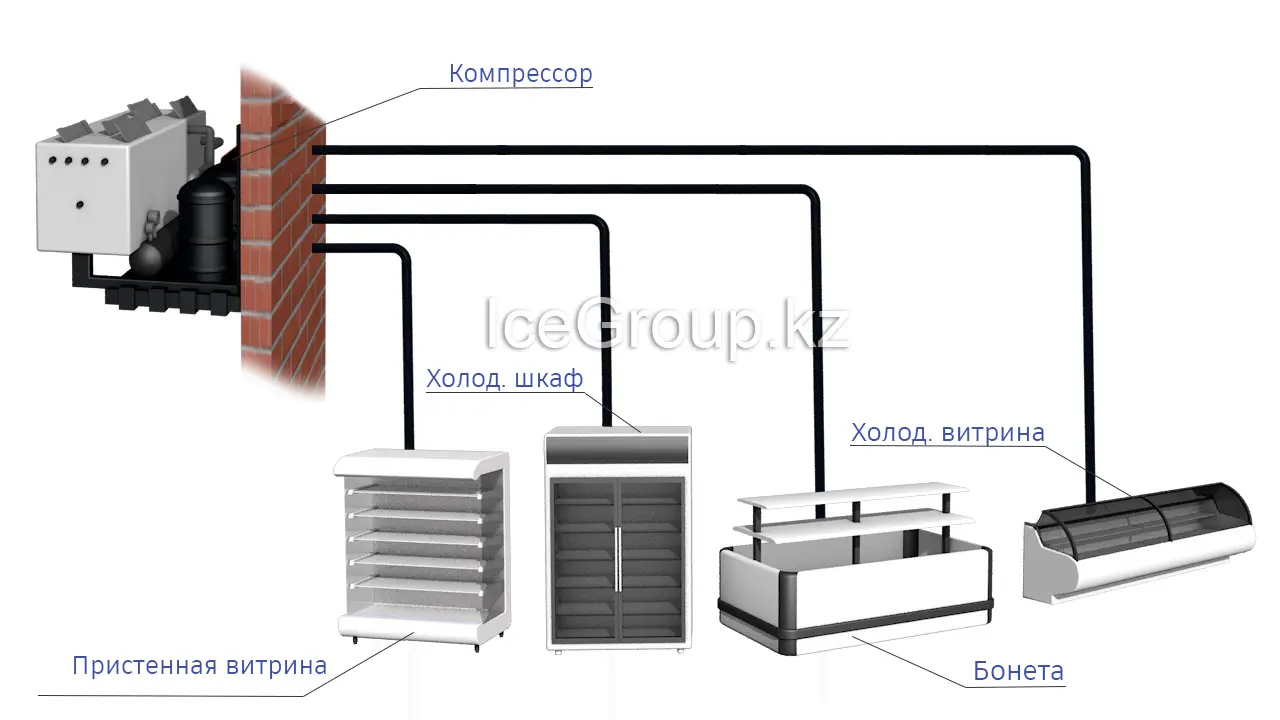 Компрессор
IceGroup.kz
Холод. шкаф
Холод. витрина
Пристенная витрина
Бонета